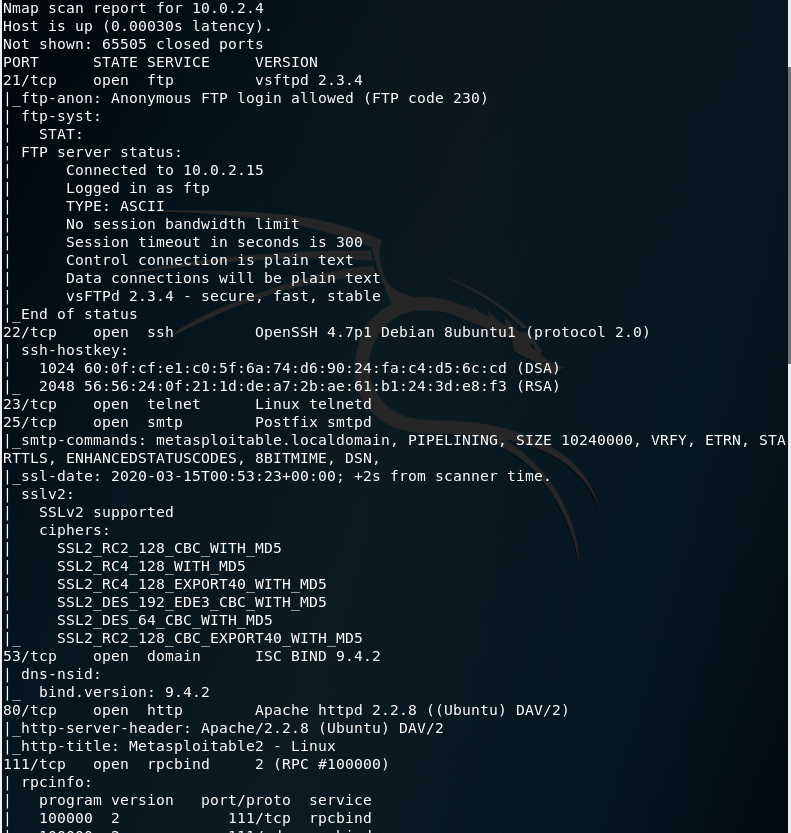 Nmap scan report for 10.0.2.4
Host is up (0.00030s latency).
Not shown: 65505 closed ports
PORT      STATE SERVICE     VERSION
21/tcp    open  ftp         vsftpd 2.3.4
|_ftp-anon: Anonymous FTP login allowed (FTP code 230)
| ftp-syst:
|   STAT:
| FTP server status:
|      Connected to 10.0.2.15
|      Logged in as ftp
|      TYPE: ASCII
|      No session bandwidth limit
|      Session timeout in seconds is 300
|      Control connection is plain text
|      Data connections will be plain text
|      vsFTPd 2.3.4 - secure, fast, stable
|_End of status
22/tcp    open  ssh         OpenSSH 4.7p1 Debian 8ubuntu1 (protocol 2.0)
| ssh-hostkey:
|   1024 60:0f:cf:e1:c0:5f:6a:74:d6:90:24:fa:c4:d5:6c:cd (DSA)
|_  2048 56:56:24:0f:21:1d:de:a7:2b:ae:61:b1:24:3d:e8:f3 (RSA)
23/tcp    open  telnet      Linux telnetd
25/tcp    open  smtp        Postfix smtpd
|_smtp-commands: metasploitable.localdomain, PIPELINING, SIZE 10240000, VRFY, ETRN, STA
RTTLS, ENHANCEDSTATUSCODES, 8BITMIME, DSN,
|_ssl-date: 2020-03-15T00:53:23+00:00; +2s from scanner time.
| sslv2:
|   SSLv2 supported
|   ciphers:
|     SSL2_RC2_128_CBC_WITH_MD5
|     SSL2_RC4_128_WITH_MD5
|     SSL2_RC4_128_EXPORT40_WITH_MD5
|     SSL2_DES_192_EDE3_CBC_WITH_MD5
|     SSL2_DES_64_CBC_WITH_MD5
|_    SSL2_RC2_128_CBC_EXPORT40_WITH_MD5
53/tcp    open  domain      ISC BIND 9.4.2
| dns-nsid:
|_  bind.version: 9.4.2
80/tcp    open  http        Apache httpd 2.2.8 ((Ubuntu) DAV/2)
|_http-server-header: Apache/2.2.8 (Ubuntu) DAV/2
|_http-title: Metasploitable2 - Linux
111/tcp   open  rpcbind     2 (RPC #100000)
| rpcinfo:
|   program version   port/proto  service
|   100000  2            111/tcp  rpcbind